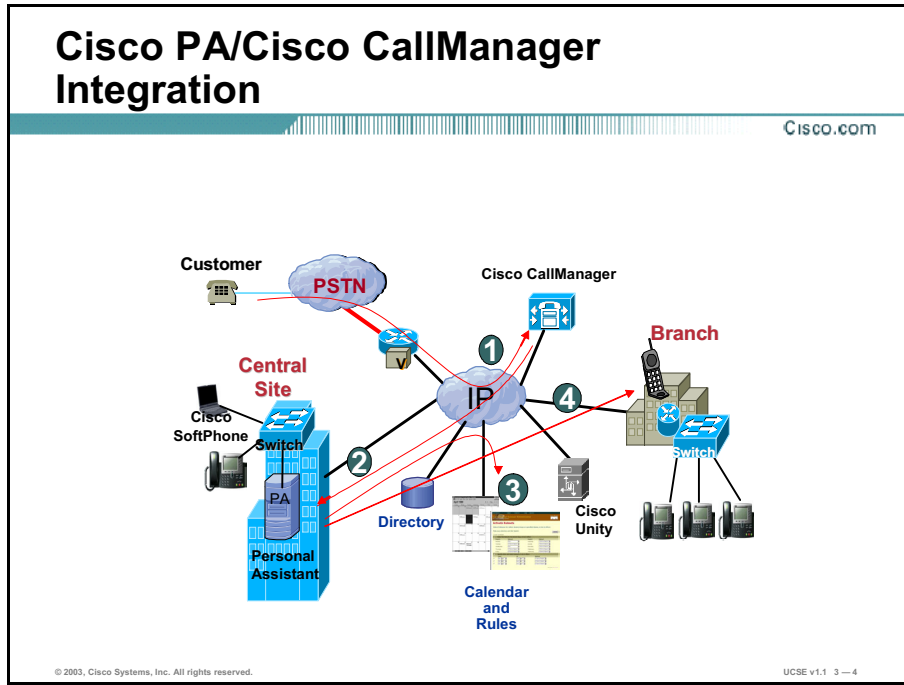 Cisco PA/Cisco CallManager
Integration
Cisco.com
Customer
PSTN
Cisco CallManager
V
1
Branch
Central
Site
IP
4
Cisco
SoftPhone
Switch
Switch
2
3
PA
Directory
Cisco
Unity
Personal
Assistant
Calendar
and
Rules
© 2003, Cisco Systems, Inc. All rights reserved.
UCSE v1.1 3 — 4